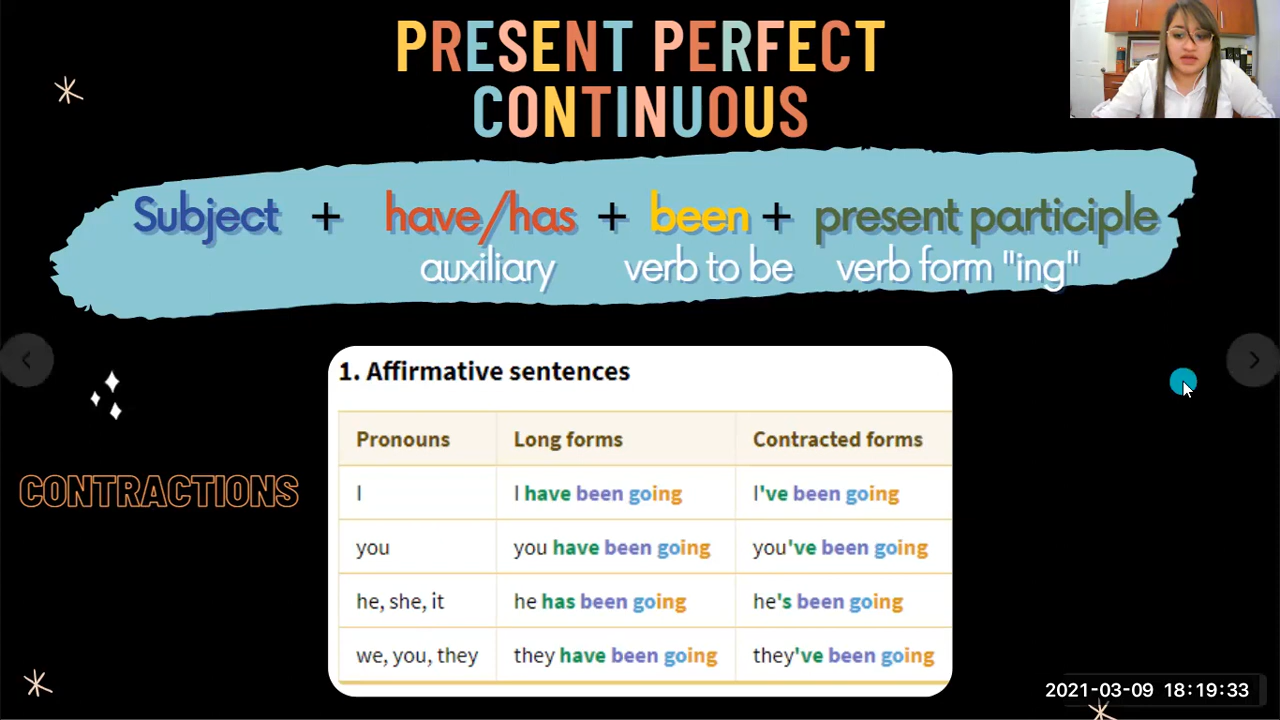 PRESENT PERFECT
CONTINUOUS
Subject + have/has + been + present participle
auxiliary verb to be verb form "ing"
1. Affirmative sentences
Pronouns Long forms Contracted forms
CONTRACTIONS
I I have been going I've been going
you you have been going you've been going
he, she, it he has been going he's been going
we, you, they they have been going they've been going
2021-03-09 18:19:33